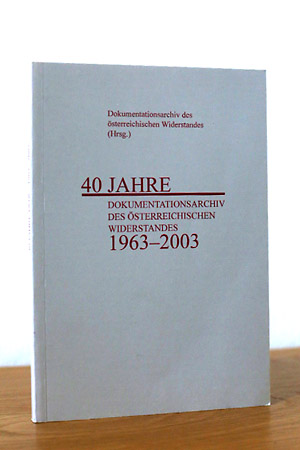 Dokumentationsarchiv des
österreichischen Widerstandes
(Hrsg.)
40 JAHRE
DOKUMENTATIONSARCHIV
DES ÖSTERREICHISCHEN
WIDERSTANDES
1963–2003